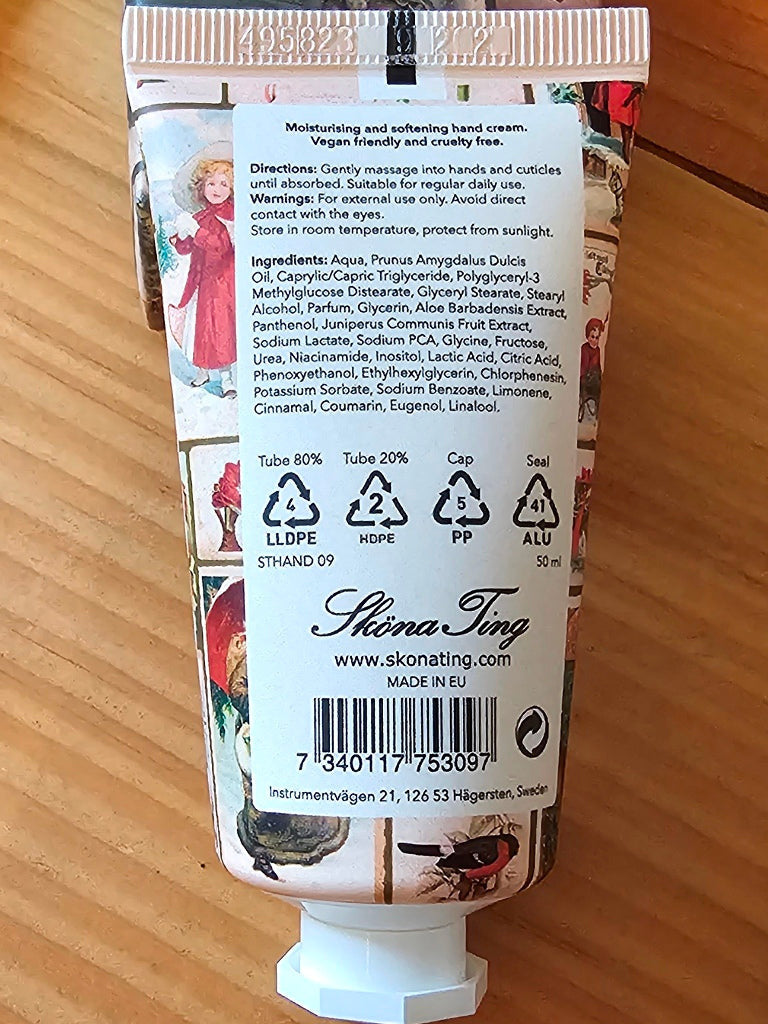 495823
Moisturising and softening hand cream.
Vegan friendly and cruelty free.
Directions: Gently massage into hands and cuticles
until absorbed. Suitable for regular daily use.
Warnings: For external use only. Avoid direct
contact with the eyes.
Store in room temperature, protect from sunlight.
Ingredients: Aqua, Prunus Amygdalus Dulcis
Oil, Caprylic/Capric Triglyceride, Polyglyceryl-3
Methylglucose Distearate, Glyceryl Stearate, Stearyl
Alcohol, Parfum, Glycerin, Aloe Barbadensis Extract,
Panthenol, Juniperus Communis Fruit Extract,
Sodium Lactate, Sodium PCA, Glycine, Fructose,
Urea, Niacinamide, Inositol, Lactic Acid, Citric Acid,
Phenoxyethanol, Ethylhexylglycerin, Chlorphenesin,
Potassium Sorbate, Sodium Benzoate, Limonene,
Cinnamal, Coumarin, Eugenol, Linalool.
Tube 80% Tube 20% Cap Seal
4 2 5 41
LLDPE HDPE PP ALU
STHAND 09 50 ml
Sköna Ting
www.skonating.com
MADE IN EU
7 340117 753097
Instrumentvägen 21, 126 53 Hägersten, Sweden